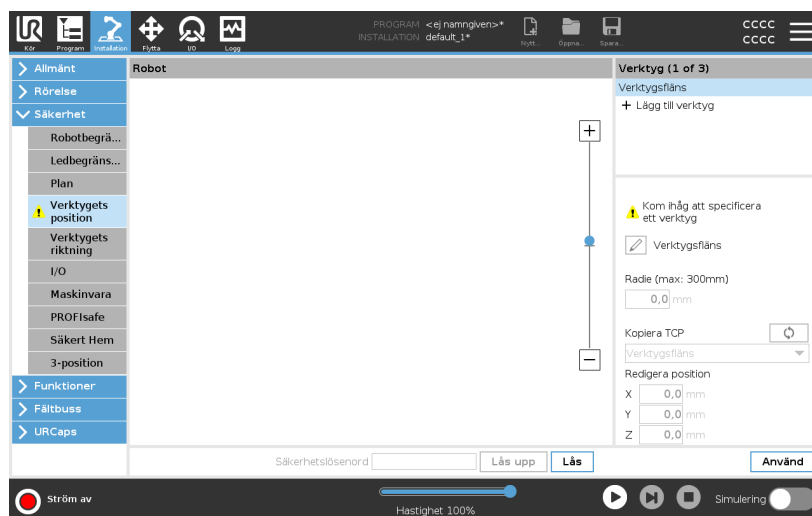 PROGRAM <ej namngiven>*
INSTALLATION default_1*
CCCC
CCCC
Kör Program Installation Flytta I/O Logg Nytt... Öppna... Spara...
Allmänt
Rörelse
Säkerhet
Robotbegrä...
Ledbegräns...
Plan
Verktygets position
Verktygets riktning
I/O
Maskinvara
PROFIsafe
Säkert Hem
3-position
Funktioner
Fältbuss
URCaps
Robot
Verktyg (1 of 3)
Verktygsfläns
+ Lägg till verktyg
Kom ihåg att specificera
ett verktyg
Verktygsfläns
Radie (max: 300mm)
0,0 mm
Kopiera TCP
Verktygsfläns
Redigera position
X 0,0 mm
Y 0,0 mm
Z 0,0 mm
Säkerhetslösenord Lås upp Lås Använd
Ström av
Hastighet 100%
Simulering